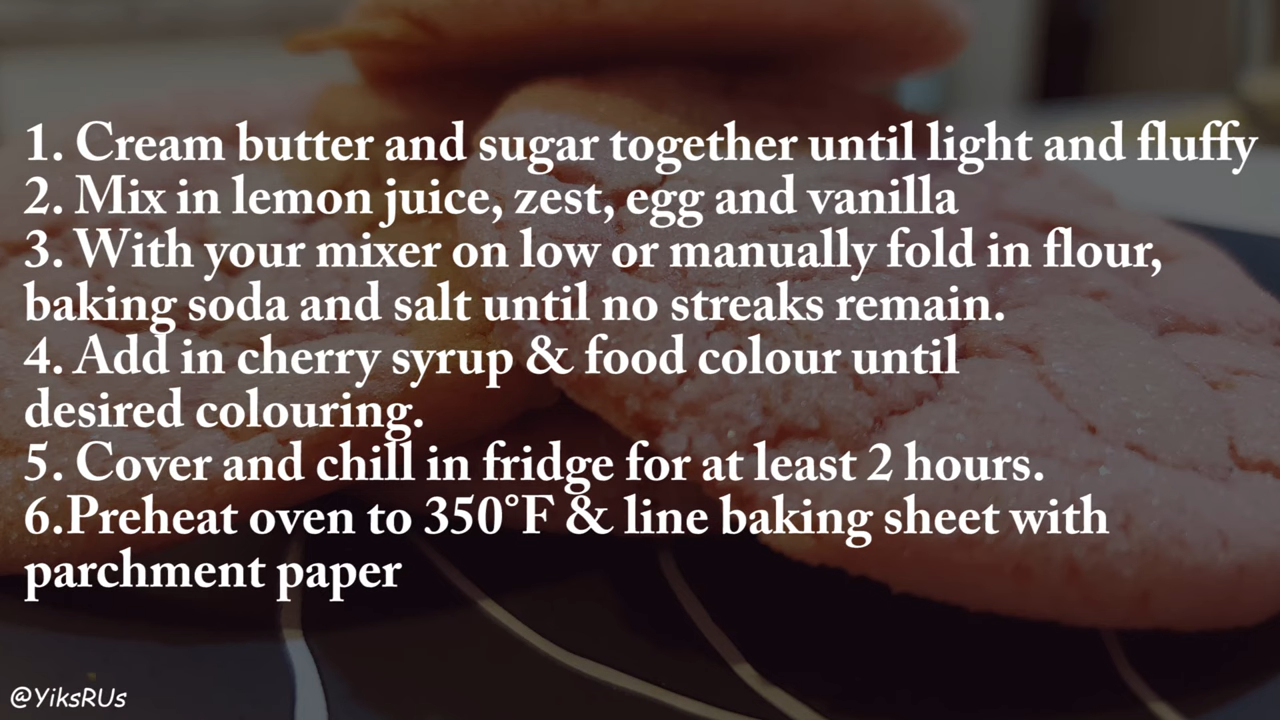 1. Cream butter and sugar together until light and fluffy
2. Mix in lemon juice, zest, egg and vanilla
3. With your mixer on low or manually fold in flour,
baking soda and salt until no streaks remain.
4. Add in cherry syrup & food colour until
desired colouring.
5. Cover and chill in fridge for at least 2 hours.
6.Preheat oven to 350°F & line baking sheet with
parchment paper
@YiksRUs